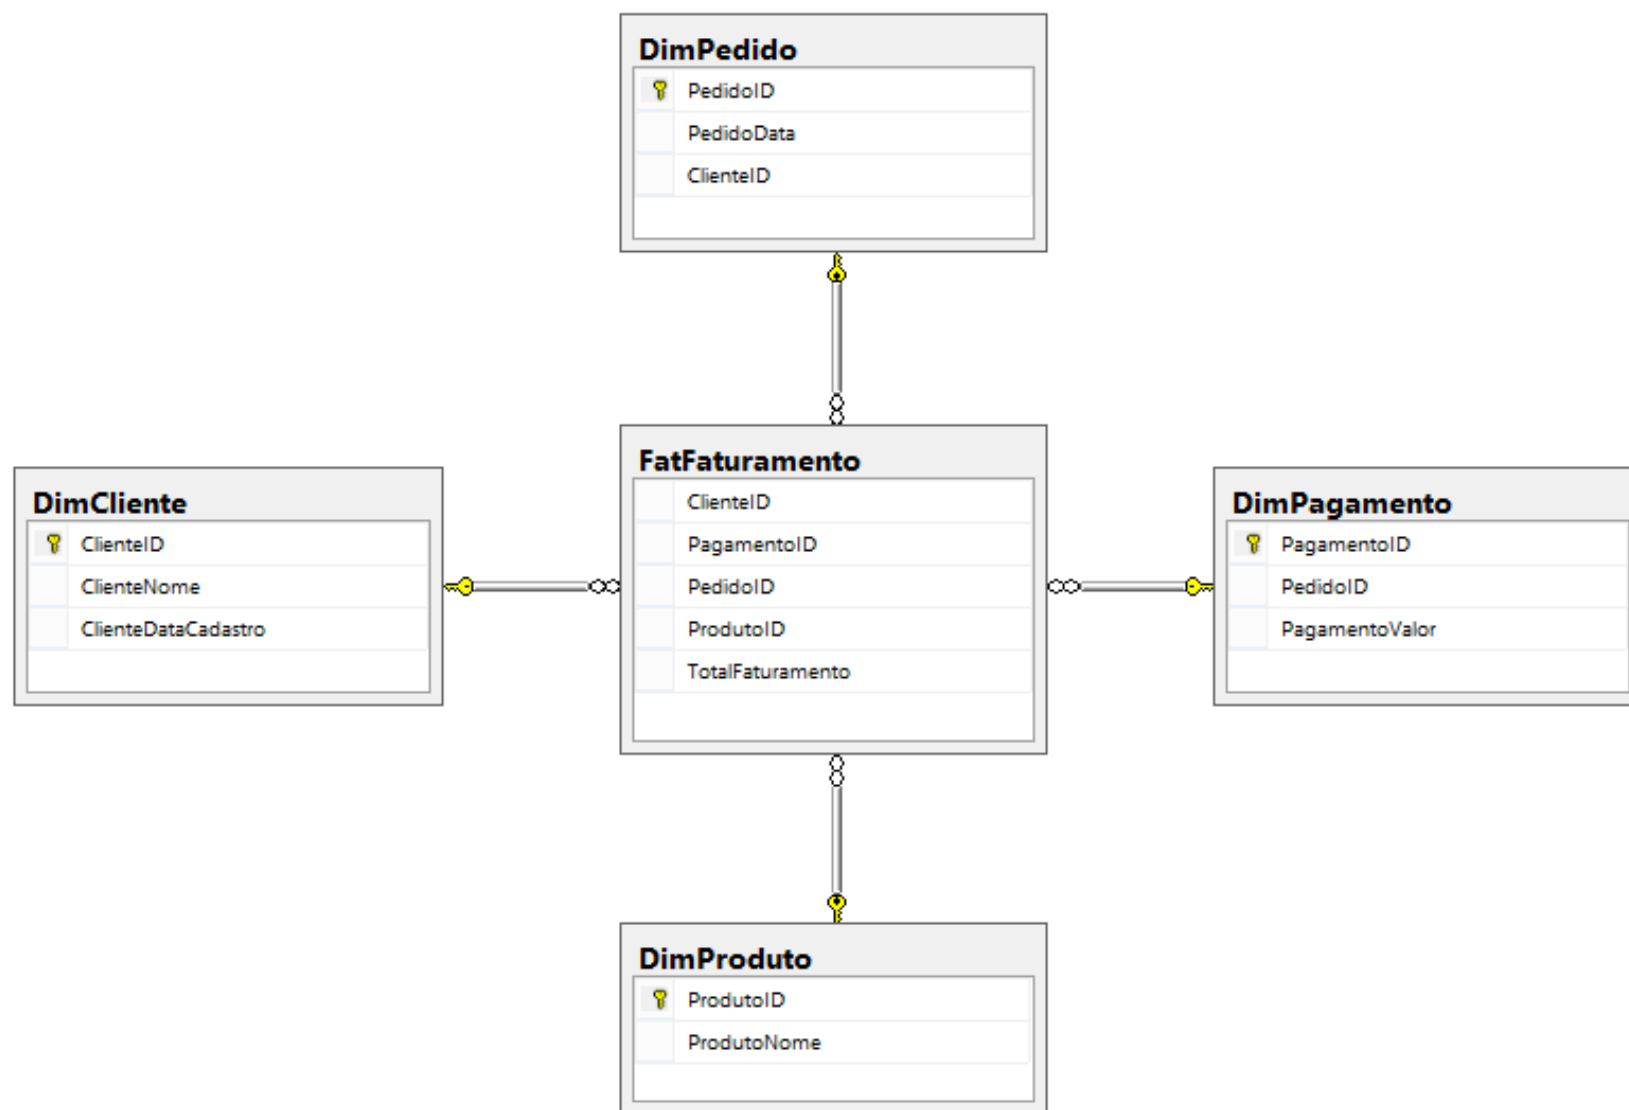 DimPedido
PedidoID
PedidoData
ClienteID
FatFaturamento
ClienteID
PagamentoID
PedidoID
ProdutoID
TotalFaturamento
DimCliente
ClienteID
ClienteNome
ClienteDataCadastro
DimPagamento
PagamentoID
PedidoID
PagamentoValor
DimProduto
ProdutoID
ProdutoNome